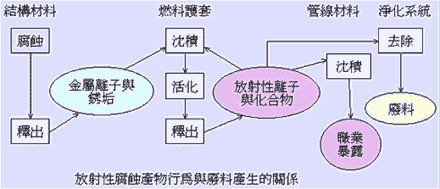 結構材料
燃料護套
管線材料
淨化系統
腐蝕
沈積
去除
金屬離子與
銹垢
活化
放射性離子
與化合物
沈積
廢料
釋出
釋出
職業
暴露
放射性腐蝕產物行為與廢料產生的關係